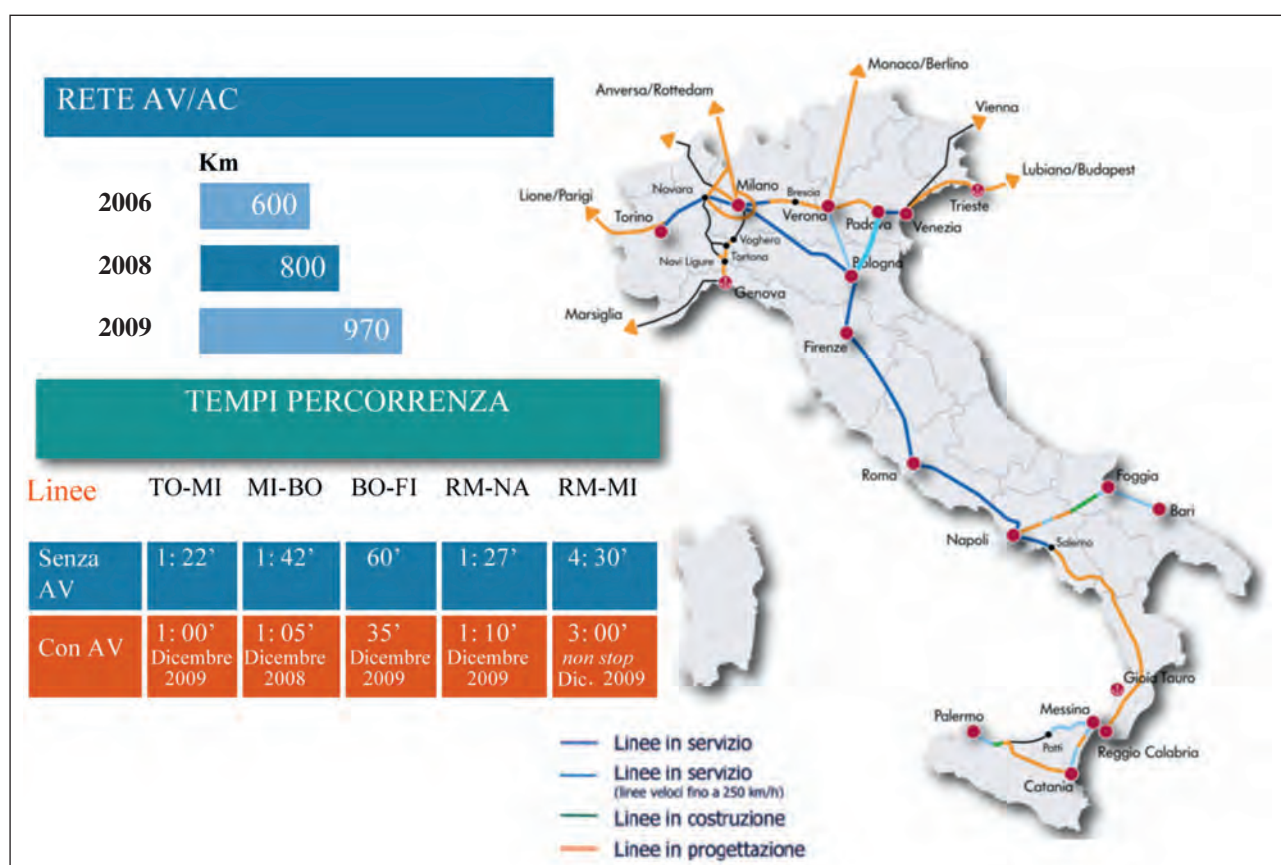 RETE AV/AC
Km
2006 600
2008 800
2009 970
TEMPI PERCORRENZA
Linee TO-MI MI-BO BO-FI RM-NA RM-MI
Senza AV 1: 22’ 1: 42’ 60’ 1: 27’ 4: 30’
Con AV 1: 00’ 1: 05’ 35’ 1: 10’ 3: 00’
Dicembre Dicembre Dicembre Dicembre non stop
2009 2008 2009 2009 Dic. 2009
Monaco/Berlino
Anversa/Rottedam
Vienna
Lubiana/Budapest
Lione/Parigi
Novara
Milano
Brescia
Verona
Padova
Venezia
Trieste
Torino
Voghera
Tortona
Novi Ligure
Bologna
Genova
Marsiglia
Firenze
Roma
Foggia
Bari
Napoli
Salerno
Gioia Tauro
Messina
Palermo
Patti
Reggio Calabria
Catania
Linee in servizio
Linee in servizio
(linee veloci fino a 250 km/h)
Linee in costruzione
Linee in progettazione